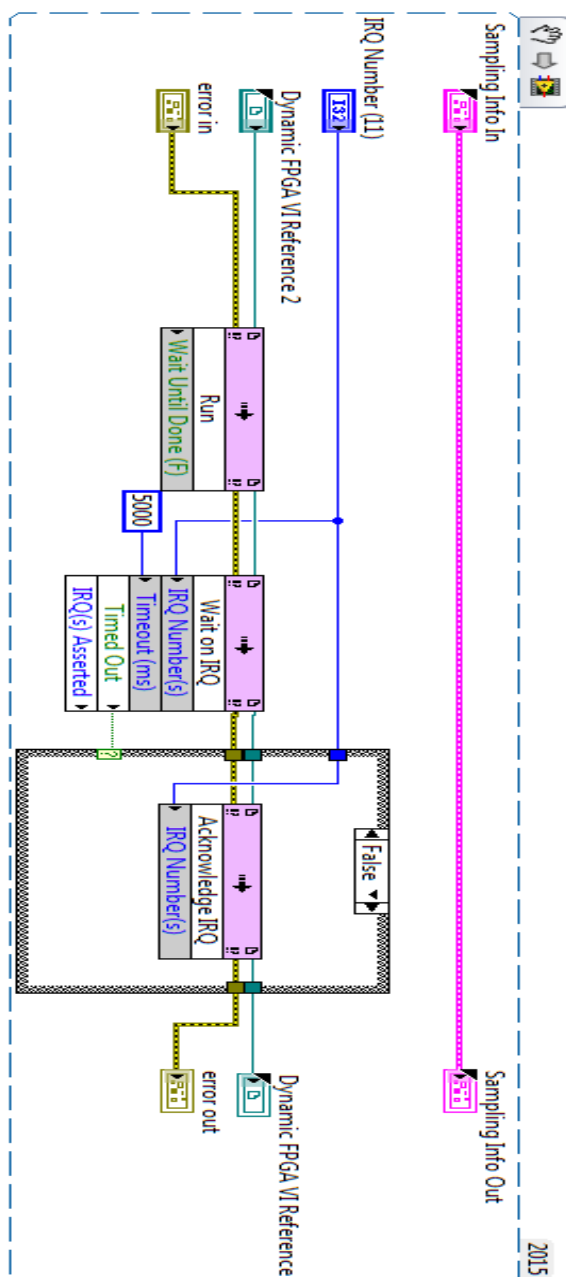 2015
Sampling Info In
Sampling Info Out
IRQ Number (11)
I32
Dynamic FPGA VI Reference 2
Dynamic FPGA VI Reference
error in
error out
Run
Wait Until Done (F)
5000
Wait on IRQ
IRQ Number(s)
Timeout (ms)
Timed Out
IRQ(s) Asserted
?
False
Acknowledge IRQ
IRQ Number(s)